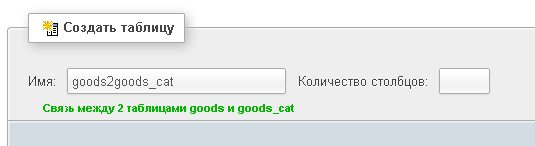 Создать таблицу
Имя: goods2goods_cat Количество столбцов:
Связь между 2 таблицами goods и goods_cat